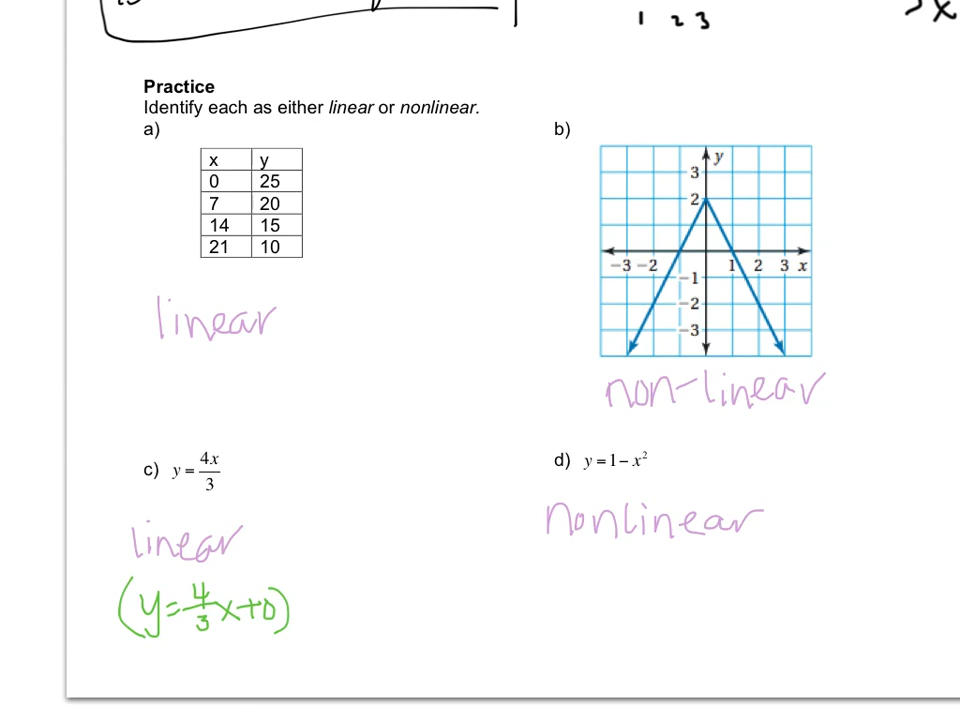 1 2 3
x
Practice
Identify each as either linear or nonlinear.
a)
x y
0 25
7 20
14 15
21 10
linear
b)
y
3
2
-3 -2 1 2 3 x
-1
-2
-3
non-linear
c) y = 4x/3
linear
(y=4/3x+0)
d) y = 1 – x²
nonlinear